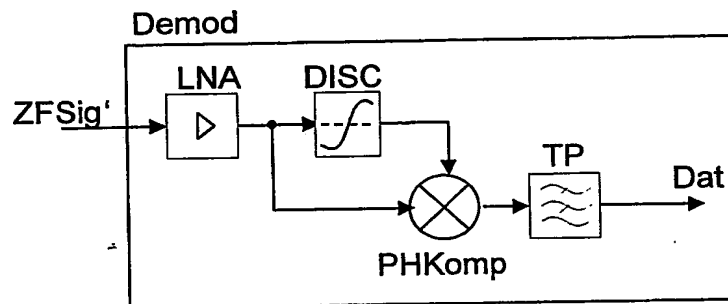 Demod
LNA
DISC
ZFSig‘
TP
Dat
PHKomp